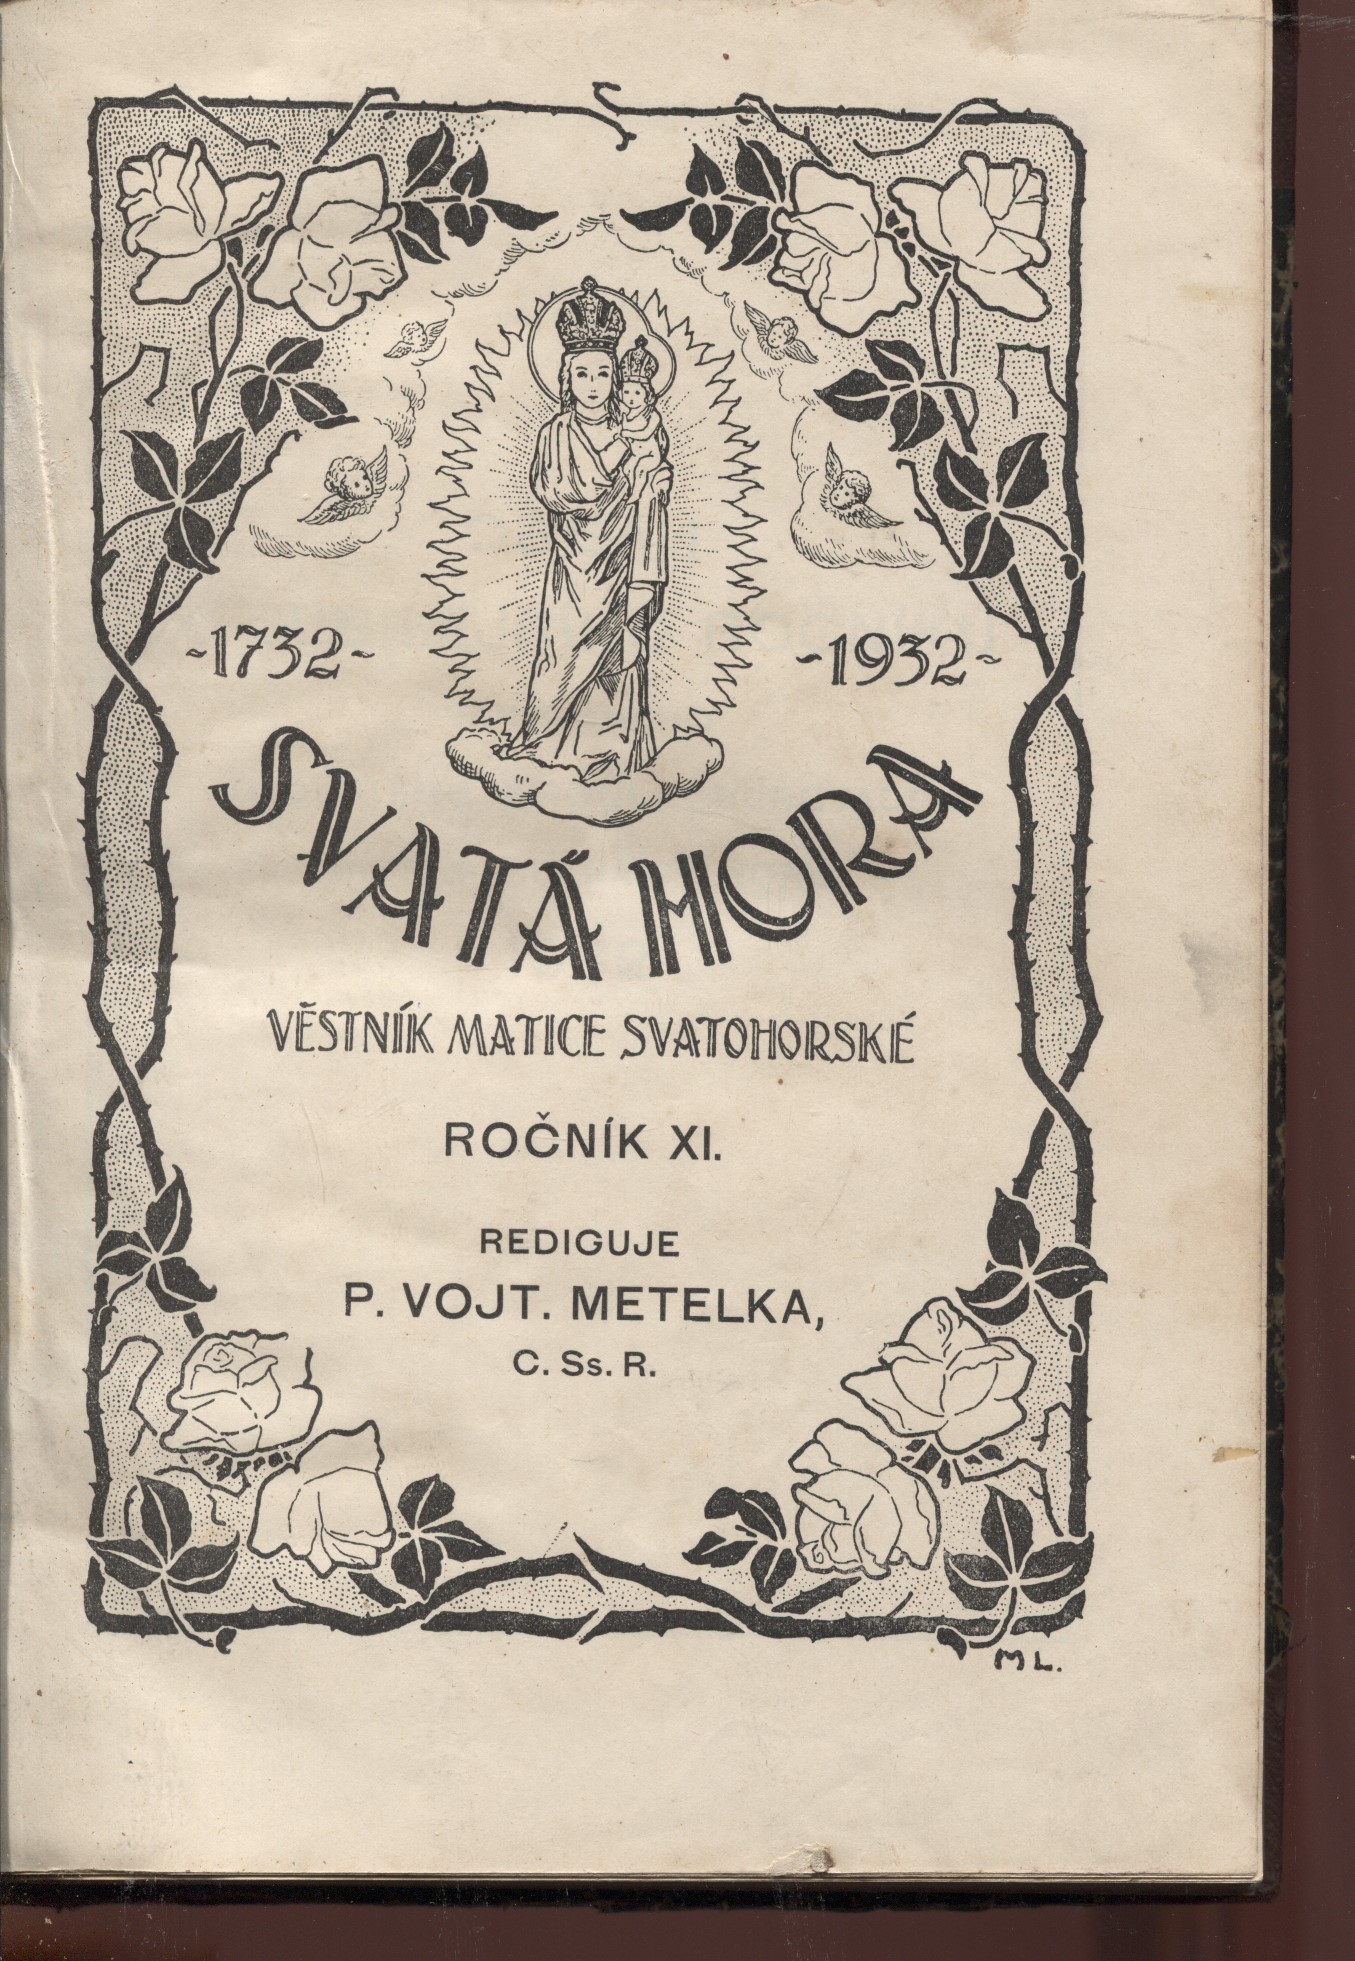 -1732-
-1932-
SVATÁ HORA
VĚSTNÍK MATICE SVATOHORSKÉ
ROČNÍK XI.
REDIGUJE
P. VOJT. METELKA,
C. Ss. R.
ML.